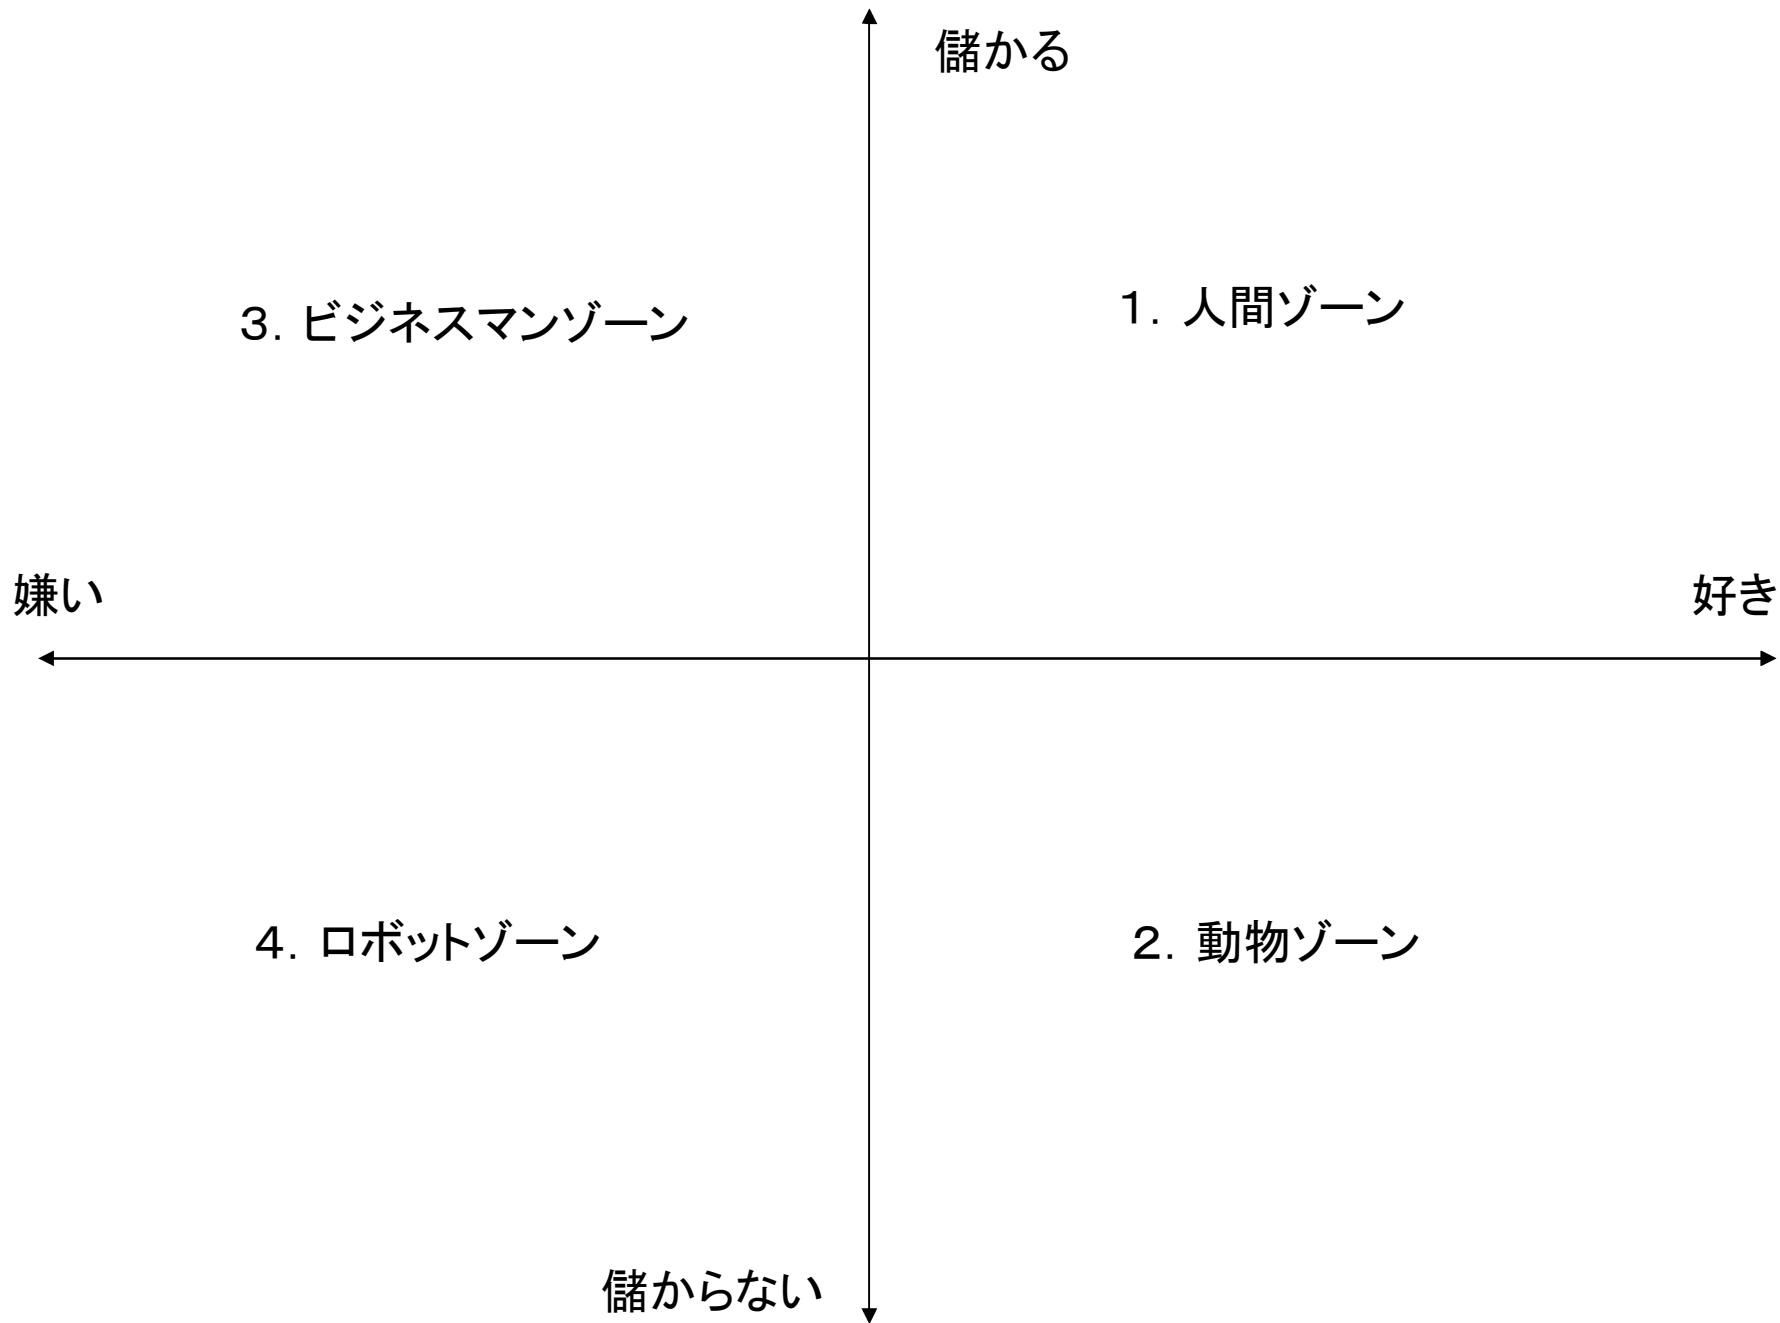 儲かる
3．ビジネスマンゾーン
1．人間ゾーン
嫌い
好き
4．ロボットゾーン
2．動物ゾーン
儲からない